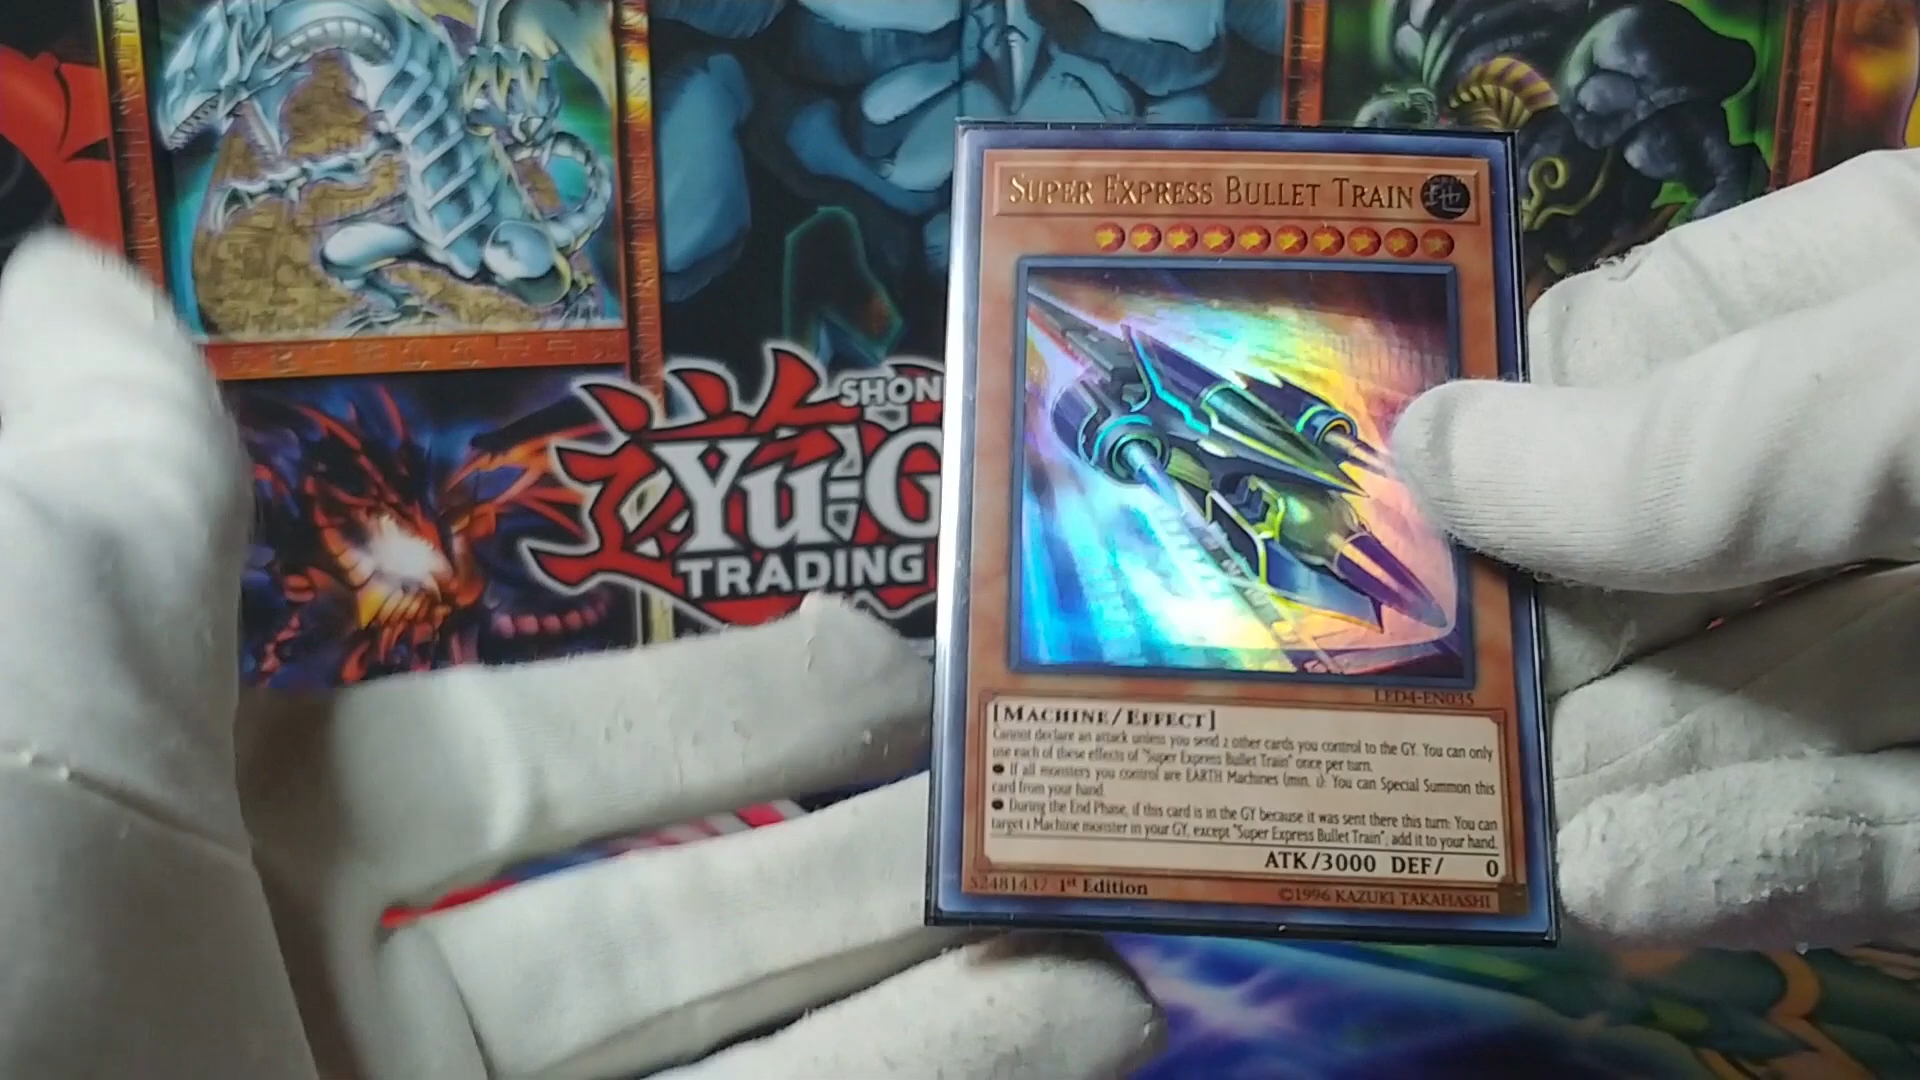 SUPER EXPRESS BULLET TRAIN
SHON
YU-G
TRADING
LED4-EN035
[MACHINE/EFFECT]
Cannot declare an attack unless you send 2 other cards you control to the GY. You can only
use each of these effects of "Super Express Bullet Train" once per turn.
● If all monsters you control are EARTH Machines (min. 1): You can Special Summon this
card from your hand.
● During the End Phase, if this card is in the GY because it was sent there this turn: You can
target 1 Machine monster in your GY, except "Super Express Bullet Train"; add it to your hand.
ATK/3000 DEF/ 0
52481437 1st Edition
©1996 KAZUKI TAKAHASHI